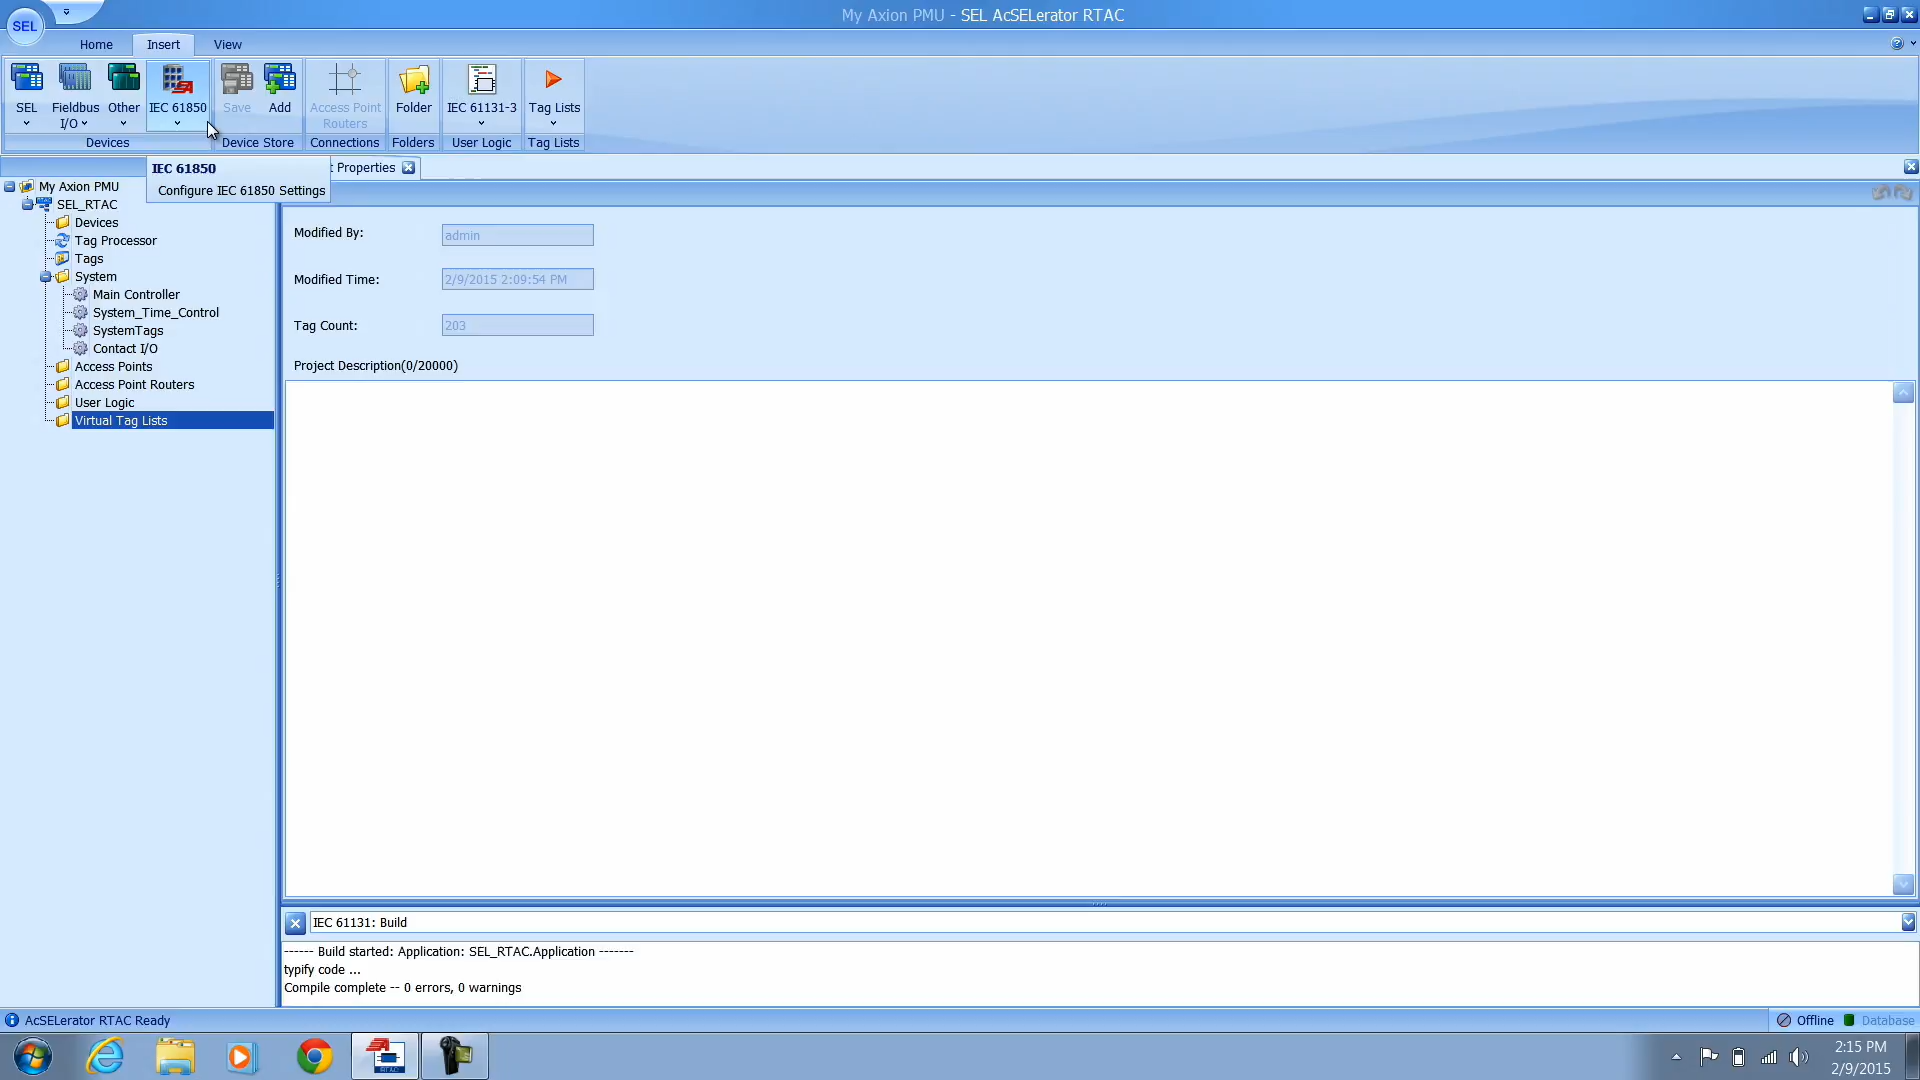 My Axion PMU - SEL AcSELerator RTAC
SEL
Home Insert View
SEL Fieldbus I/O Other IEC 61850 Save Add Access Point Routers Folder IEC 61131-3 Tag Lists
Devices Device Store Connections Folders User Logic Tag Lists
IEC 61850
Configure IEC 61850 Settings
t Properties
My Axion PMU
SEL_RTAC
Devices
Tag Processor
Tags
System
Main Controller
System_Time_Control
SystemTags
Contact I/O
Access Points
Access Point Routers
User Logic
Virtual Tag Lists
Modified By: admin
Modified Time: 2/9/2015 2:09:54 PM
Tag Count: 203
Project Description(0/20000)
IEC 61131: Build
------ Build started: Application: SEL_RTAC.Application -------
typify code ...
Compile complete -- 0 errors, 0 warnings
AcSELerator RTAC Ready
Offline Database
RTAC
2:15 PM
2/9/2015